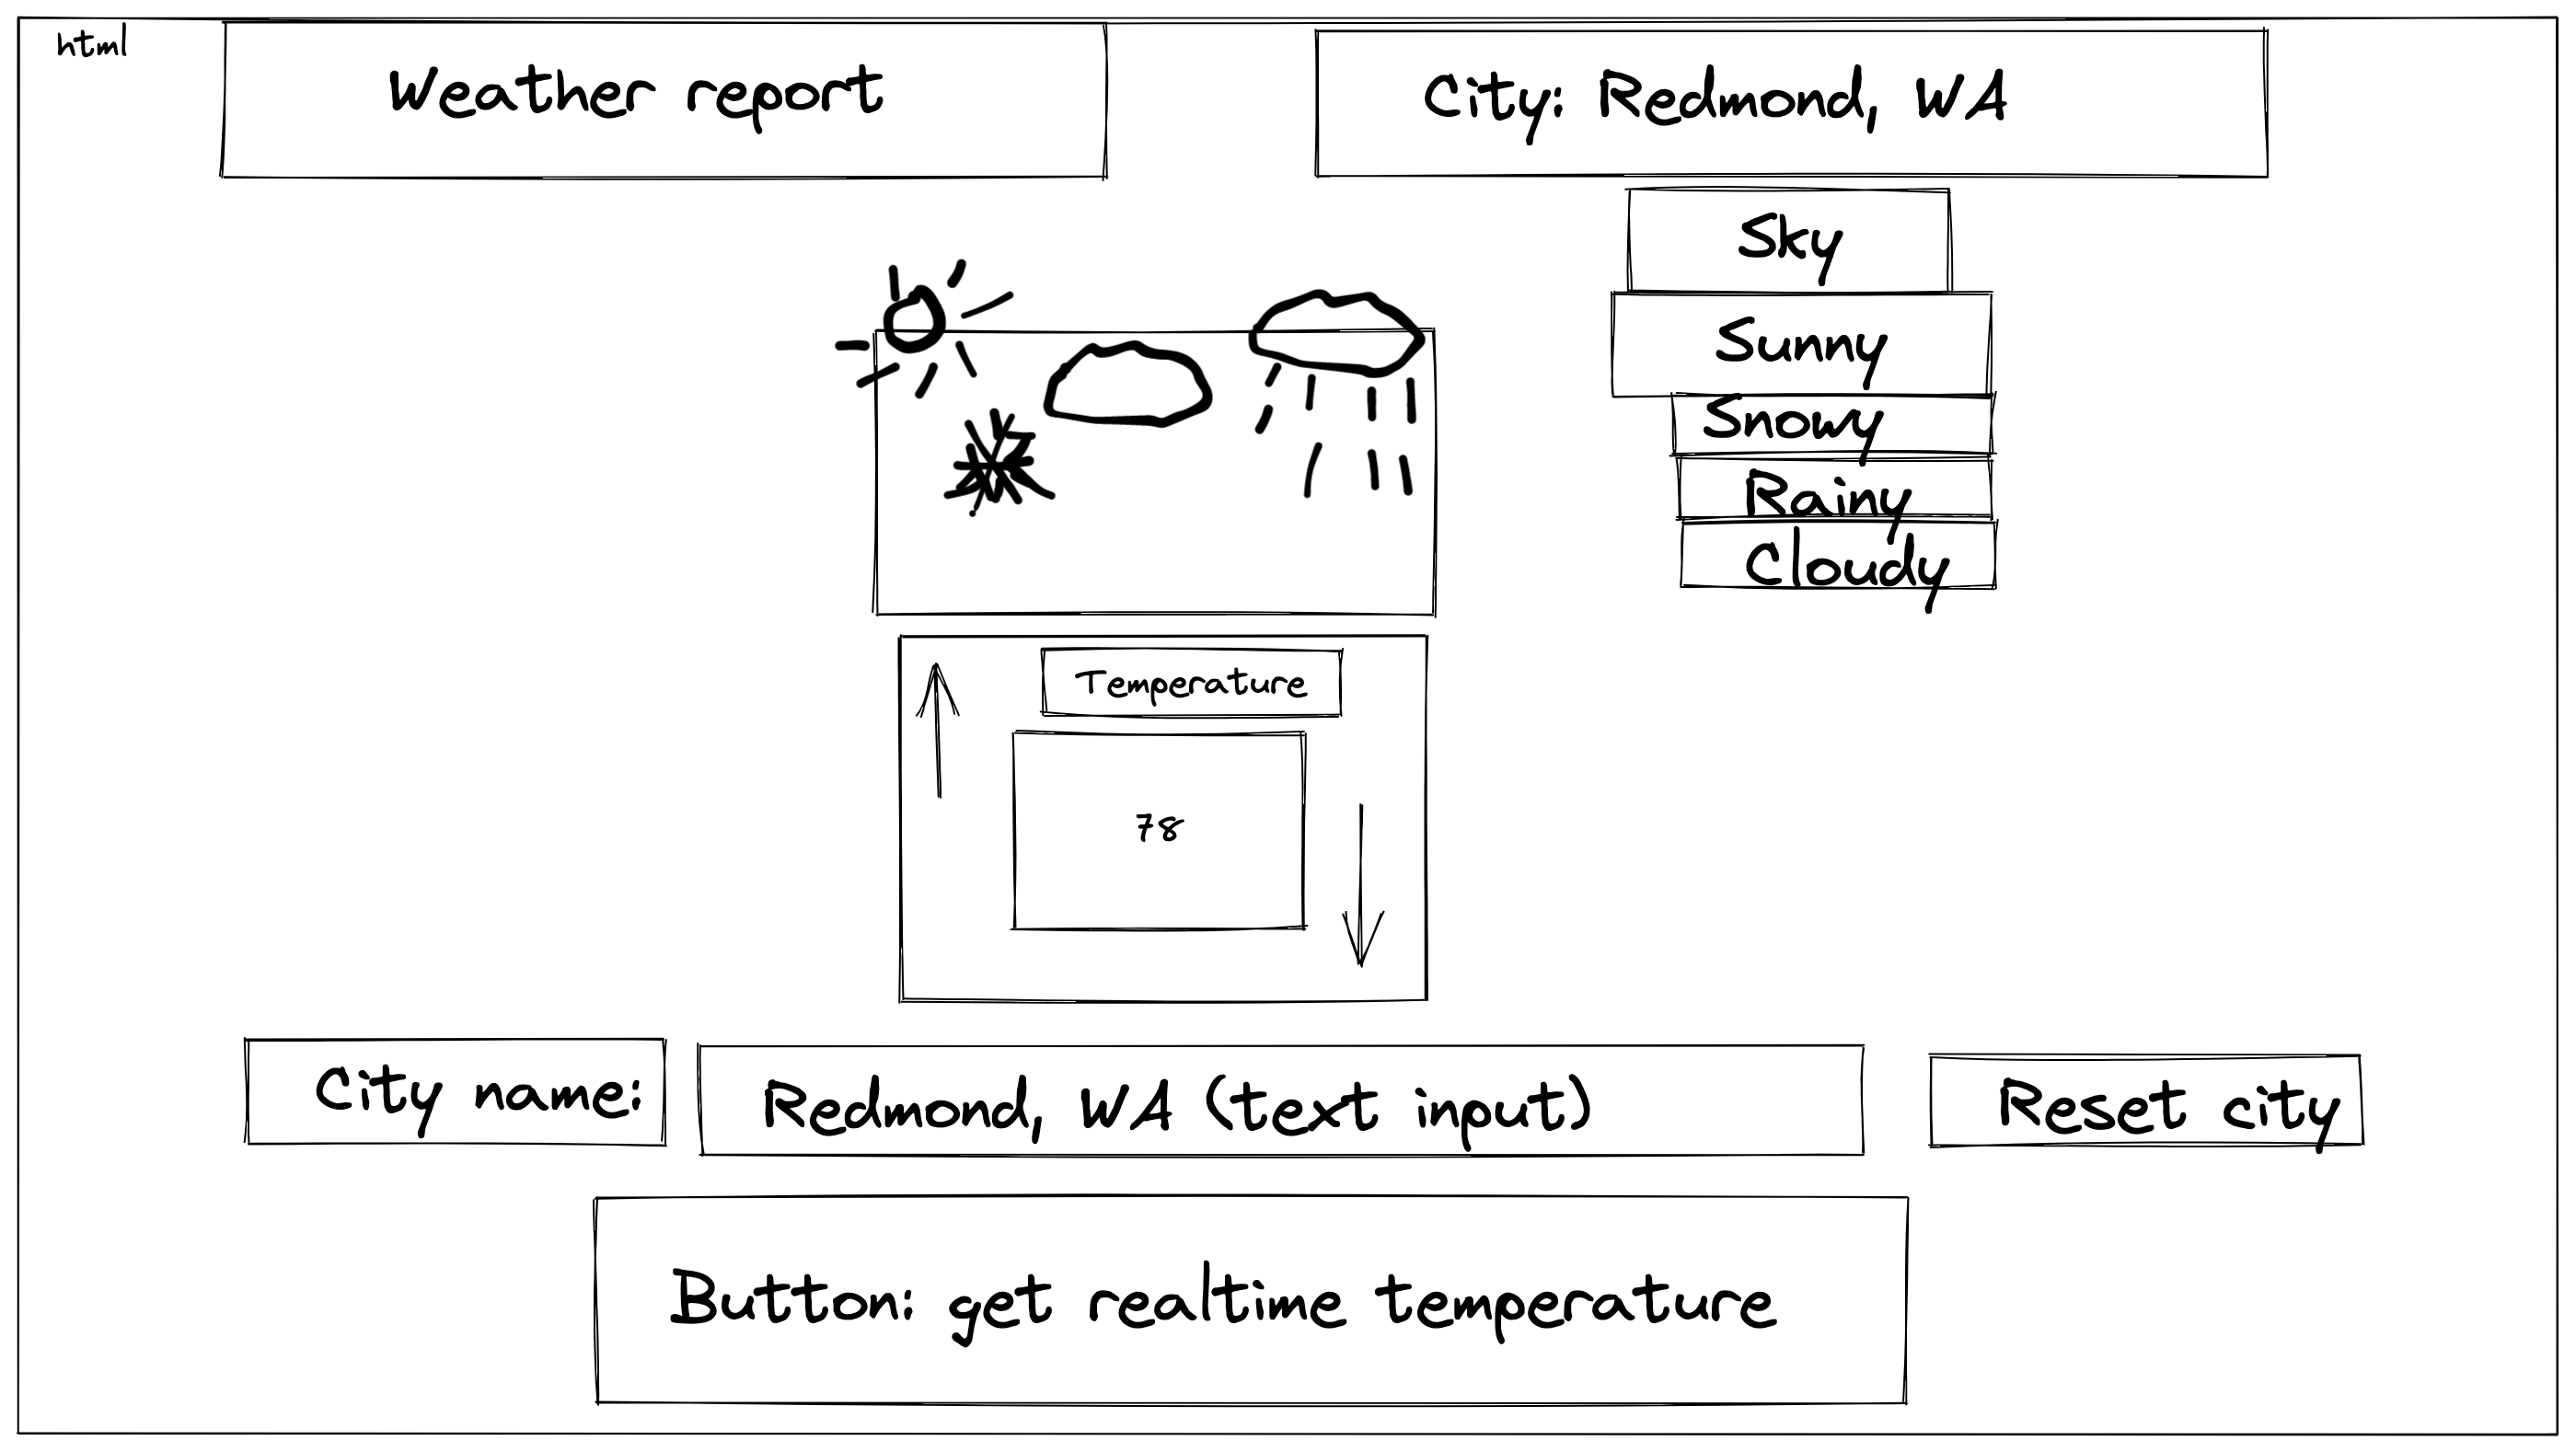 html
Weather report
City: Redmond, WA
Sky
Sunny
Snowy
Rainy
Cloudy
Temperature
78
City name:
Redmond, WA (text input)
Reset city
Button: get realtime temperature